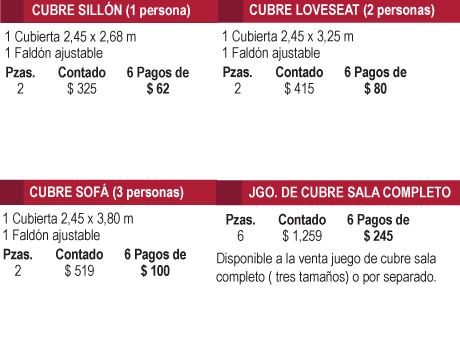 CUBRE SILLÓN (1 persona)
1 Cubierta 2,45 x 2,68 m
1 Faldón ajustable
Pzas. Contado 6 Pagos de
2 $ 325 $ 62
CUBRE LOVESEAT (2 personas)
1 Cubierta 2,45 x 3,25 m
1 Faldón ajustable
Pzas. Contado 6 Pagos de
2 $ 415 $ 80
CUBRE SOFÁ (3 personas)
1 Cubierta 2,45 x 3,80 m
1 Faldón ajustable
Pzas. Contado 6 Pagos de
2 $ 519 $ 100
JGO. DE CUBRE SALA COMPLETO
Pzas. Contado 6 Pagos de
6 $ 1,259 $ 245
Disponible a la venta juego de cubre sala
completo ( tres tamaños) o por separado.